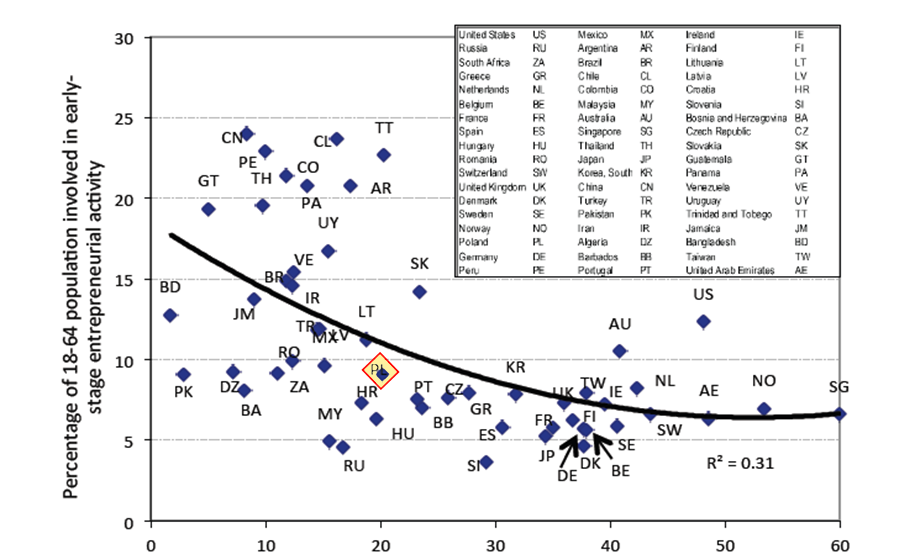 Percentage of 18-64 population involved in early-
stage entrepreneurial activity
30
25
20
15
10
5
0
0 10 20 30 40 50 60
United States US Mexico MX Ireland IE
Russia RU Argentina AR Finland FI
South Africa ZA Brazil BR Lithuania LT
Greece GR Chile CL Latvia LV
Netherlands NL Colombia CO Croatia HR
Belgium BE Malaysia MY Slovenia SI
France FR Australia AU Bosnia and Herzegovina BA
Spain ES Singapore SG Czech Republic CZ
Hungary HU Thailand TH Slovakia SK
Romania RO Japan JP Guatemala GT
Switzerland SW Korea, South KR Panama PA
United Kingdom UK China CN Venezuela VE
Denmark DK Turkey TR Uruguay UY
Sweden SE Pakistan PK Trinidad and Tobago TT
Norway NO Iran IR Jamaica JM
Poland PL Algeria DZ Bangladesh BD
Germany DE Barbados BB Taiwan TW
Peru PE Portugal PT United Arab Emirates AE
TT
CN
CL
PE
CO
TH
GT
AR
PA
UY
VE
SK
BR
BD
IR
US
JM
LT
TR
MX
LV
AU
RO
PL
KR
PK
DZ
ZA
HR
PT
CZ
UK
TW
IE
NL
AE
NO
SG
BA
MY
BB
GR
FR
FI
SW
HU
ES
SE
RU
SI
JP
DE
DK
BE
R² = 0.31